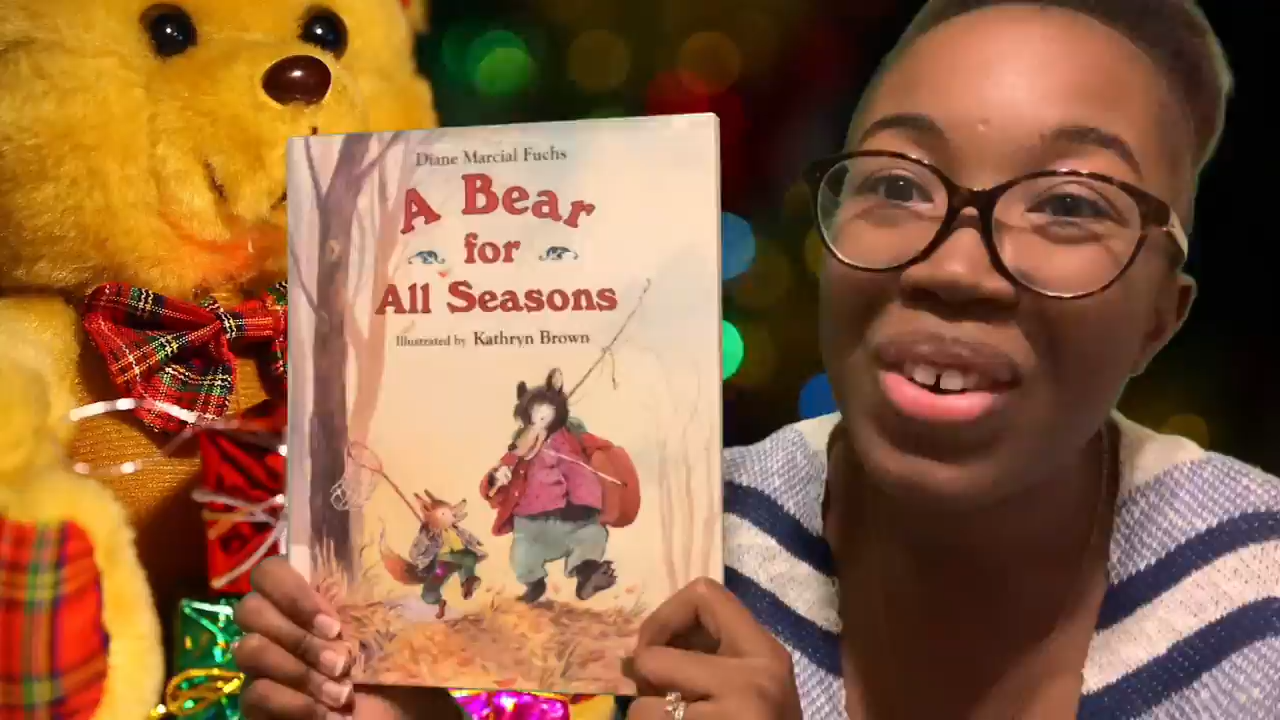 Diane Marcial Fuchs
A Bear
for
All Seasons
Illustrated by Kathryn Brown